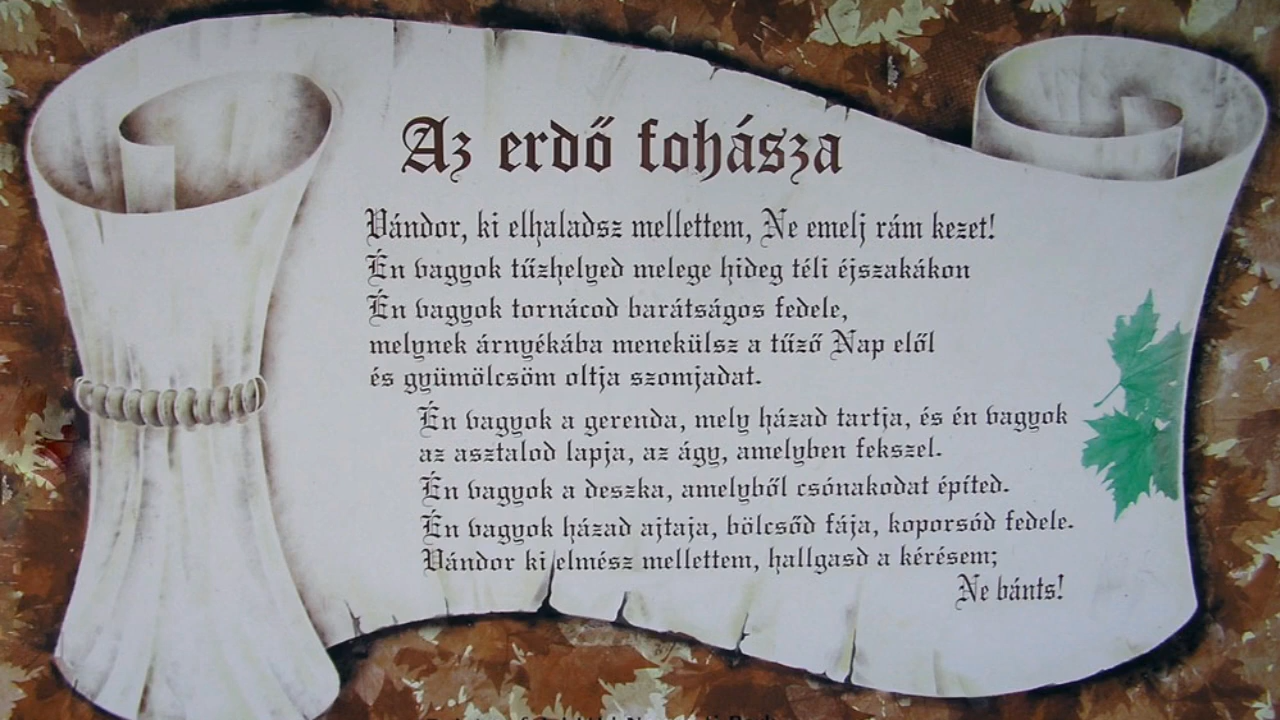 Az erdő fohásza
Vándor, ki elhaladsz mellettem, Ne emelj rám kezet!
Én vagyok tűzhelyed melege hideg téli éjszakákon
Én vagyok tornácod barátságos fedele,
melynek árnyékába menekülsz a tűző Nap elől
és gyümölcsöm oltja szomjadat.
Én vagyok a gerenda, mely házad tartja, és én vagyok
az asztalod lapja, az ágy, amelyben fekszel.
Én vagyok a deszka, amelyből csónakodat építed.
Én vagyok házad ajtaja, bölcsőd fája, koporsód fedele.
Vándor ki elmész mellettem, hallgasd a kérésem;
Ne bánts!